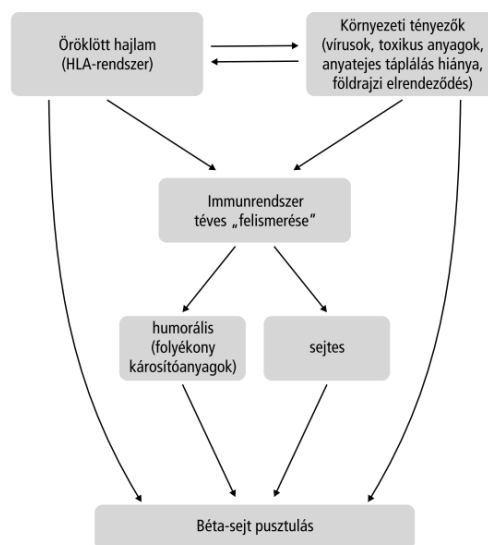 Öröklött hajlam
(HLA-rendszer)
Környezeti tényezők
(vírusok, toxikus anyagok,
anyatejes táplálás hiánya,
földrajzi elrendeződés)
Immunrendszer
téves „felismerése”
humorális
(folyékony
károsítóanyagok)
sejtes
Béta-sejt pusztulás